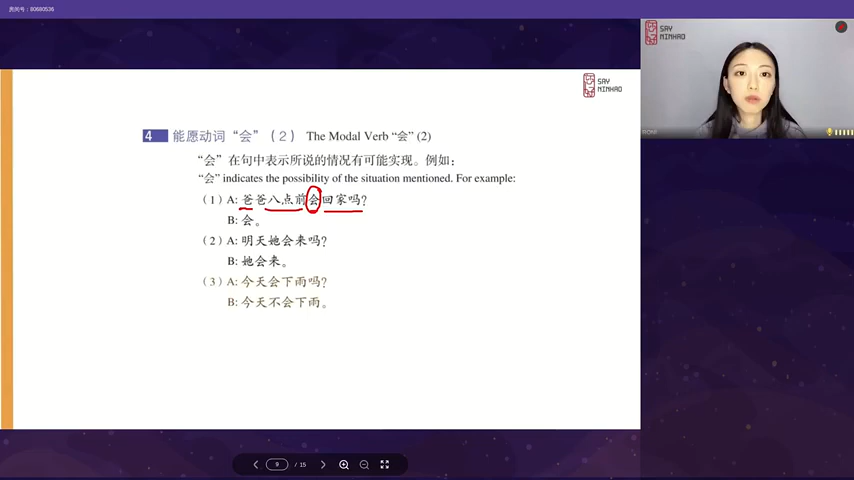 房间号：80680536
SAY
NINHAO
SAY
NINHAO
4 能愿动词“会”（2） The Modal Verb “会” (2)
“会”在句中表示所说的情况有可能实现。例如：
“会” indicates the possibility of the situation mentioned. For example:
（1）A: 爸爸八点前会回家吗？
B: 会。
（2）A: 明天她会来吗？
B: 她会来。
（3）A: 今天会下雨吗？
B: 今天不会下雨。
9 / 15